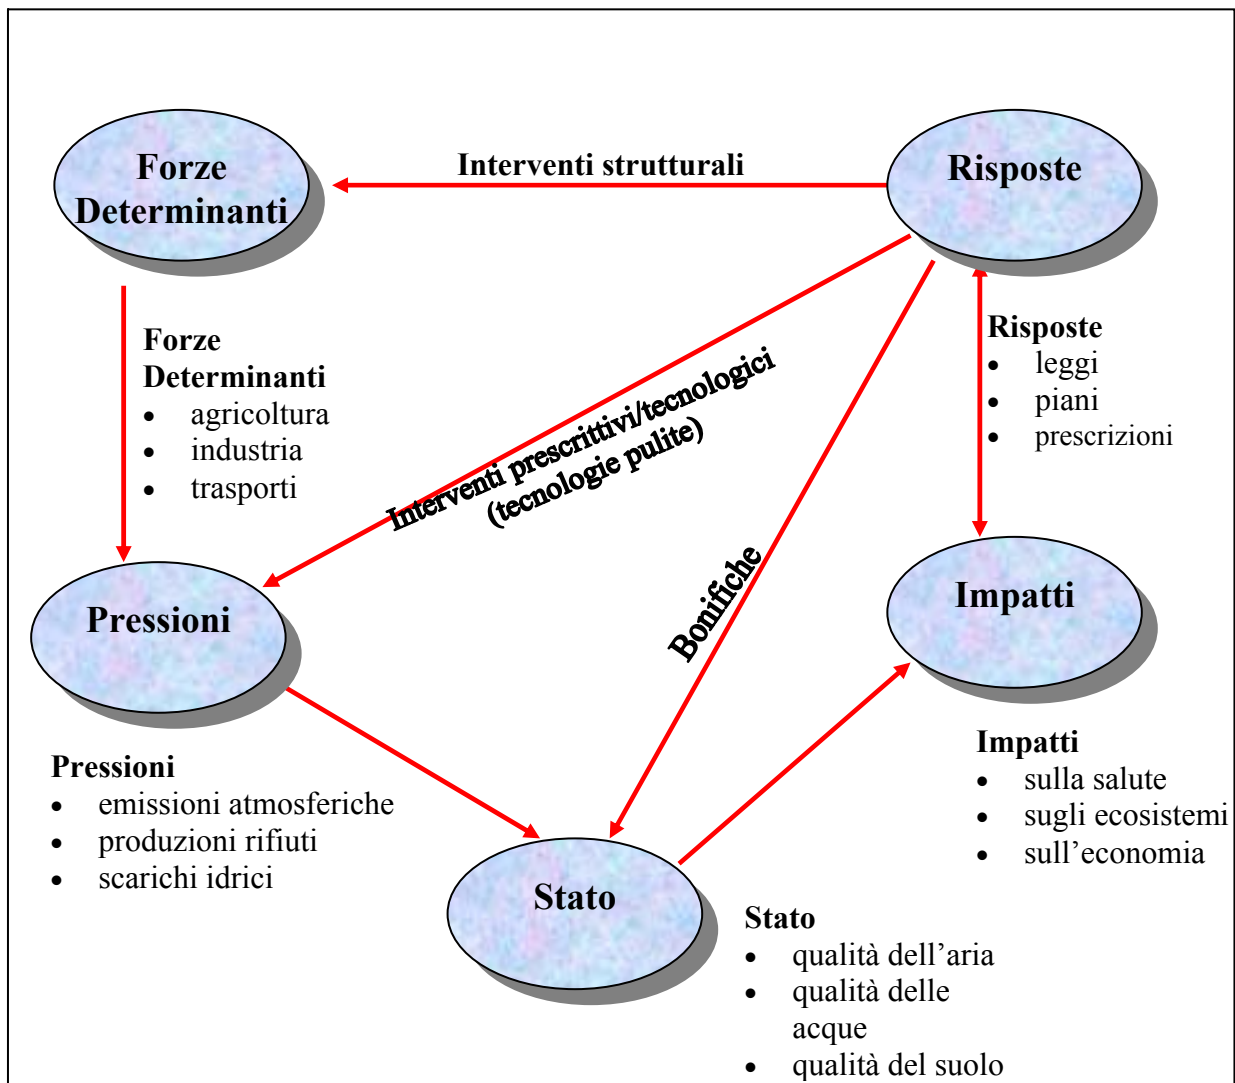 Forze
Determinanti
Interventi strutturali
Risposte
Forze
Determinanti
• agricoltura
• industria
• trasporti
Interventi prescrittivi/tecnologici
(tecnologie pulite)
Risposte
• leggi
• piani
• prescrizioni
Bonifiche
Pressioni
Impatti
Pressioni
• emissioni atmosferiche
• produzioni rifiuti
• scarichi idrici
Impatti
• sulla salute
• sugli ecosistemi
• sull’economia
Stato
Stato
• qualità dell’aria
• qualità delle
acque
• qualità del suolo